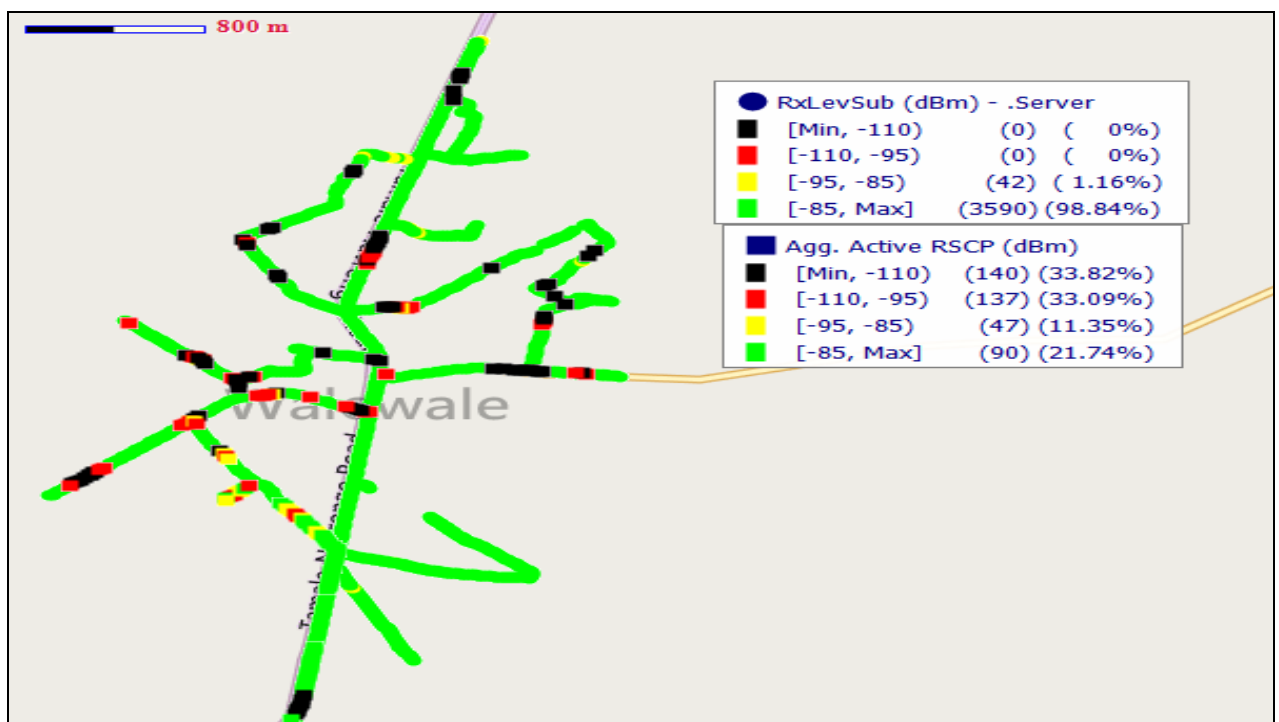 800 m
RxLevSub (dBm) - .Server
[Min, -110) (0) ( 0%)
[-110, -95) (0) ( 0%)
[-95, -85) (42) ( 1.16%)
[-85, Max] (3590) (98.84%)
Agg. Active RSCP (dBm)
[Min, -110) (140) (33.82%)
[-110, -95) (137) (33.09%)
[-95, -85) (47) (11.35%)
[-85, Max] (90) (21.74%)
Walewale
Road